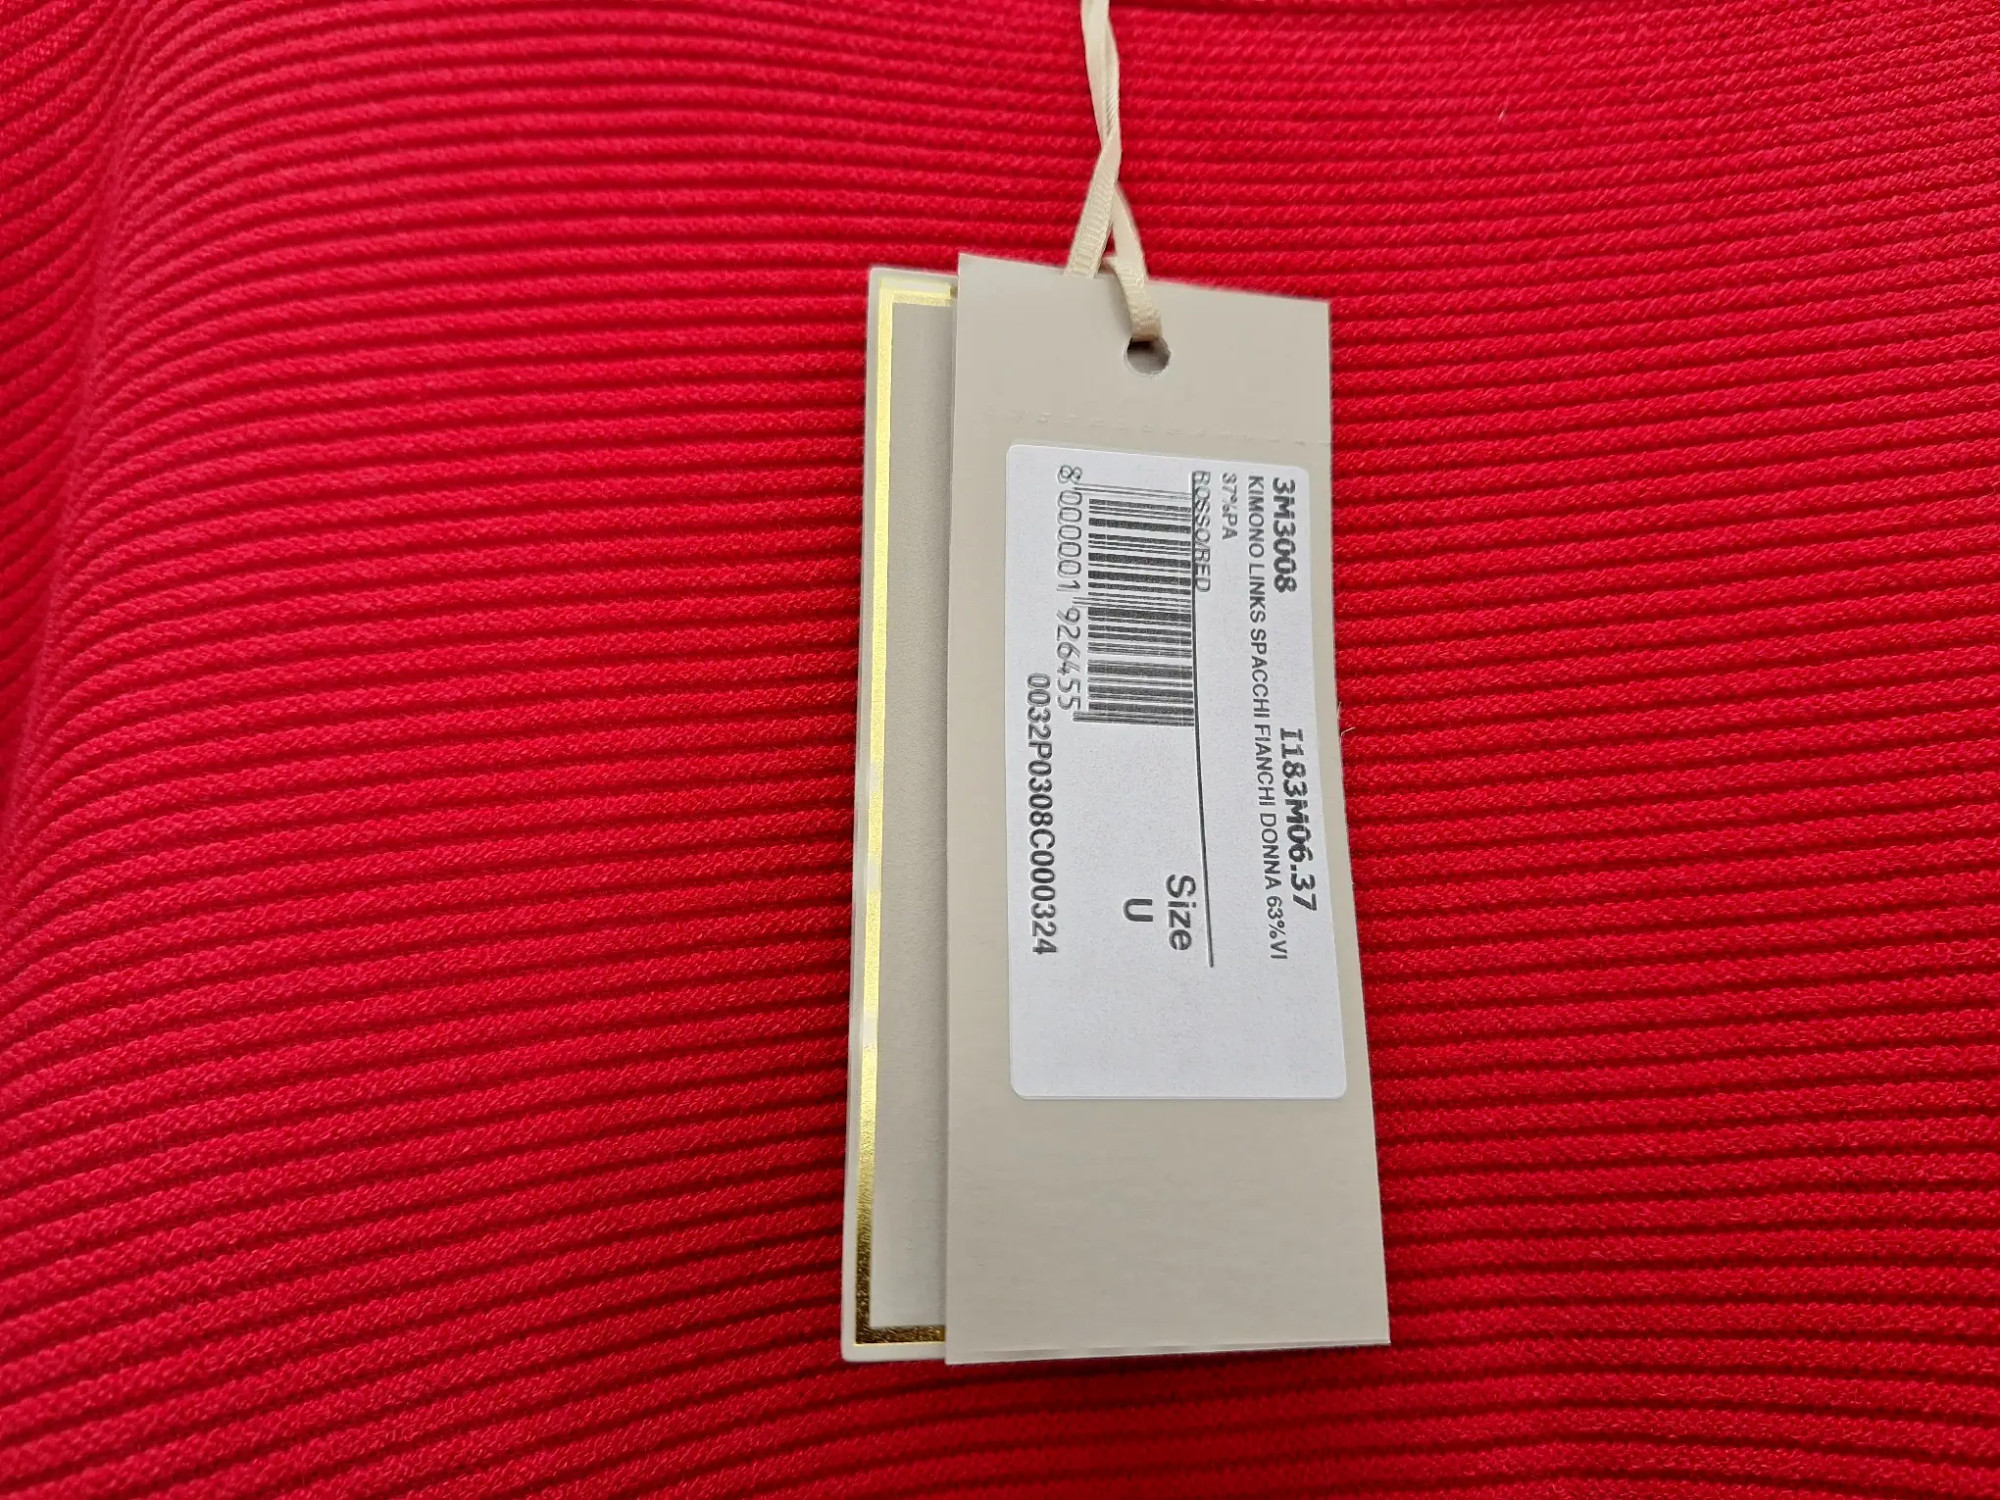 3M3008 I183M06.37
KIMONO LINKS SPACCHI FIANCHI DONNA 63%VI
37%PA
ROSSO/RED
Size
U
8 000001 926455
0032P0308C000324